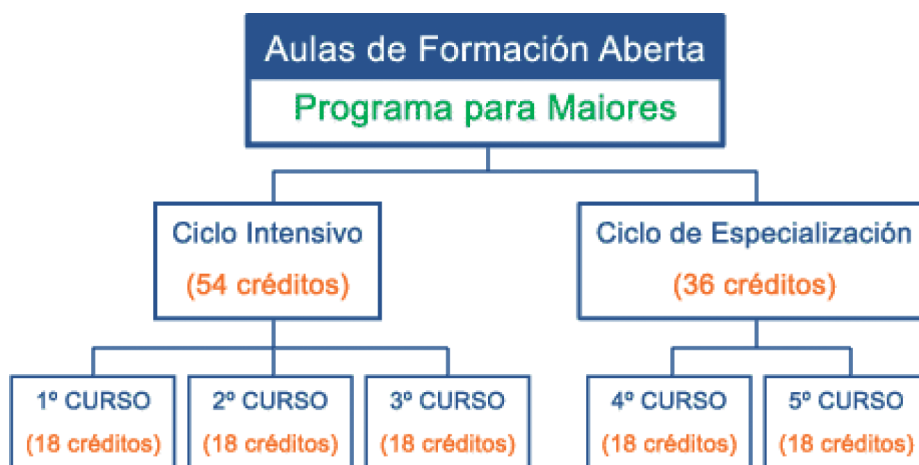 Aulas de Formación Aberta
Programa para Maiores
Ciclo Intensivo
(54 créditos)
Ciclo de Especialización
(36 créditos)
1º CURSO
(18 créditos)
2º CURSO
(18 créditos)
3º CURSO
(18 créditos)
4º CURSO
(18 créditos)
5º CURSO
(18 créditos)